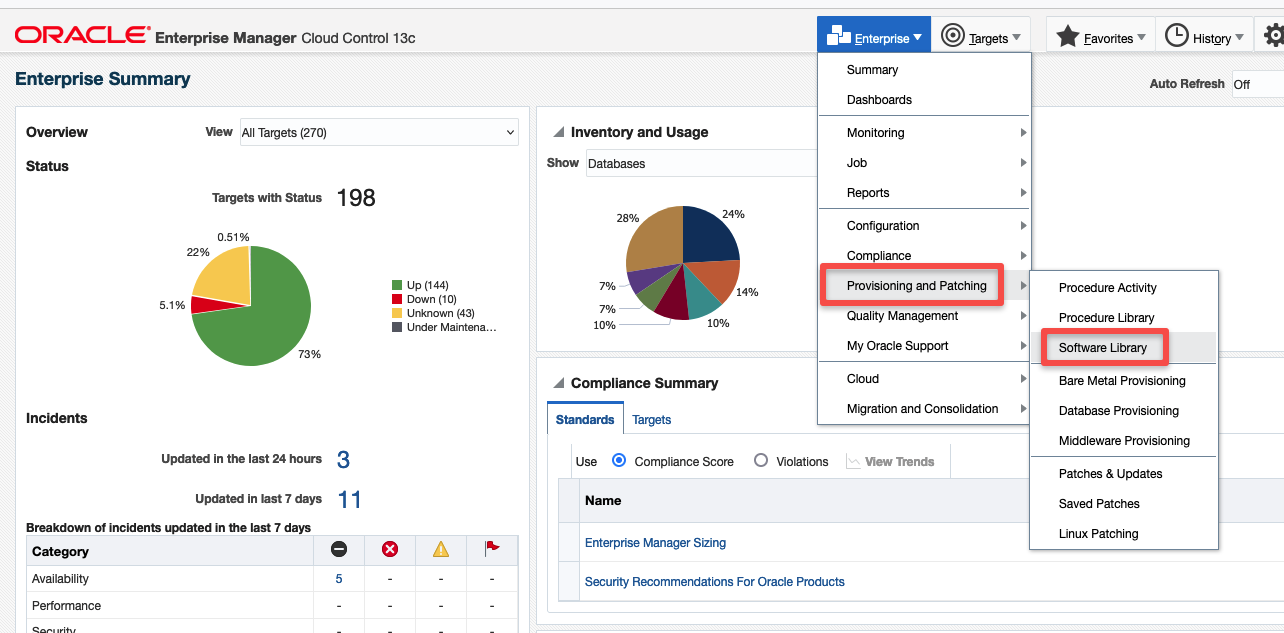 ORACLE® Enterprise Manager Cloud Control 13c
Enterprise ▼ Targets ▼ Favorites ▼ History ▼
Enterprise Summary
Auto Refresh Off
Overview
View All Targets (270)
Status
Targets with Status 198
0.51%
22%
5.1%
73%
Up (144)
Down (10)
Unknown (43)
Under Maintena...
Incidents
Updated in the last 24 hours 3
Updated in last 7 days 11
Breakdown of incidents updated in the last 7 days
Category
Availability 5 - - -
Performance - - - -
Security - - - -
Inventory and Usage
Show Databases
28%
24%
7%
14%
7%
10%
10%
Compliance Summary
Standards Targets
Use Compliance Score Violations View Trends
Name
Enterprise Manager Sizing
Security Recommendations For Oracle Products
Summary
Dashboards
Monitoring
Job
Reports
Configuration
Compliance
Provisioning and Patching
Quality Management
My Oracle Support
Cloud
Migration and Consolidation
Procedure Activity
Procedure Library
Software Library
Bare Metal Provisioning
Database Provisioning
Middleware Provisioning
Patches & Updates
Saved Patches
Linux Patching